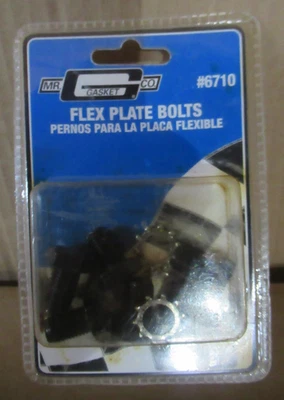 MR. GASKET CO
#6710
FLEX PLATE BOLTS
PERNOS PARA LA PLACA FLEXIBLE